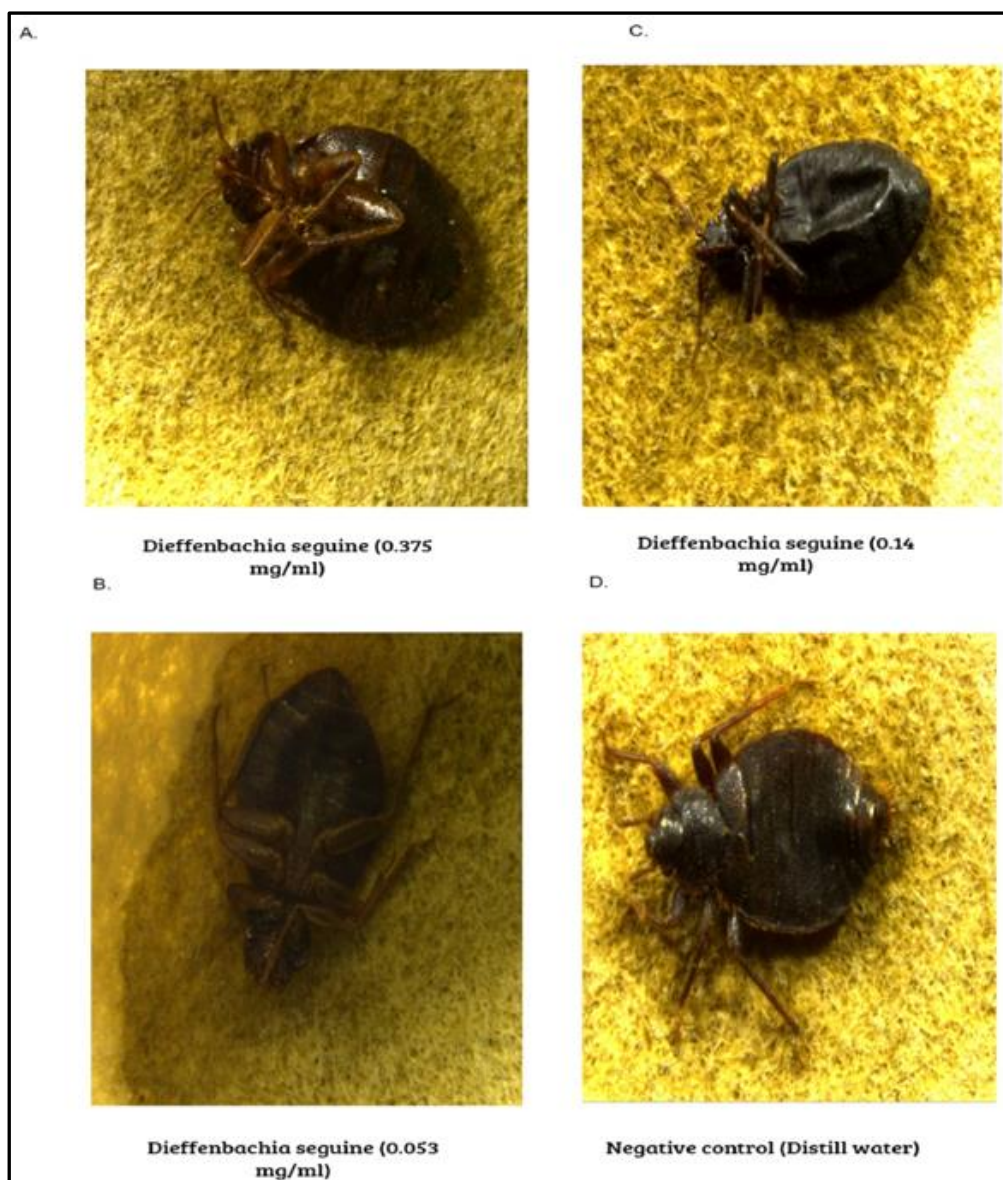 A.
C.
Dieffenbachia seguine (0.375
mg/ml)
Dieffenbachia seguine (0.14
mg/ml)
B.
D.
Dieffenbachia seguine (0.053
mg/ml)
Negative control (Distill water)